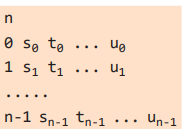 n
0 s₀ t₀ ... u₀
1 s₁ t₁ ... u₁
.....
n-1 sₙ₋₁ tₙ₋₁ ... uₙ₋₁